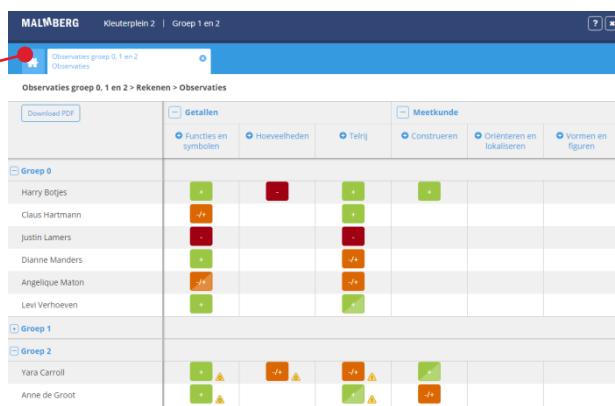 MALMBERG Kleuterplein 2 | Groep 1 en 2 ? x
Observaties groep 0, 1 en 2
Observaties
Observaties groep 0, 1 en 2 > Rekenen > Observaties
Download PDF Getallen Meetkunde
Functies en symbolen Hoeveelheden Telrij Construeren Oriënteren en lokaliseren Vormen en figuren
Groep 0
Harry Botjes + - + +
Claus Hartmann -/+ +
Justin Lamers - -
Dianne Manders + -/+
Angelique Maton -/+ -/+
Levi Verhoeven + +
Groep 1
Groep 2
Yara Carroll + -/+ -/+ +
Anne de Groot + + -/+